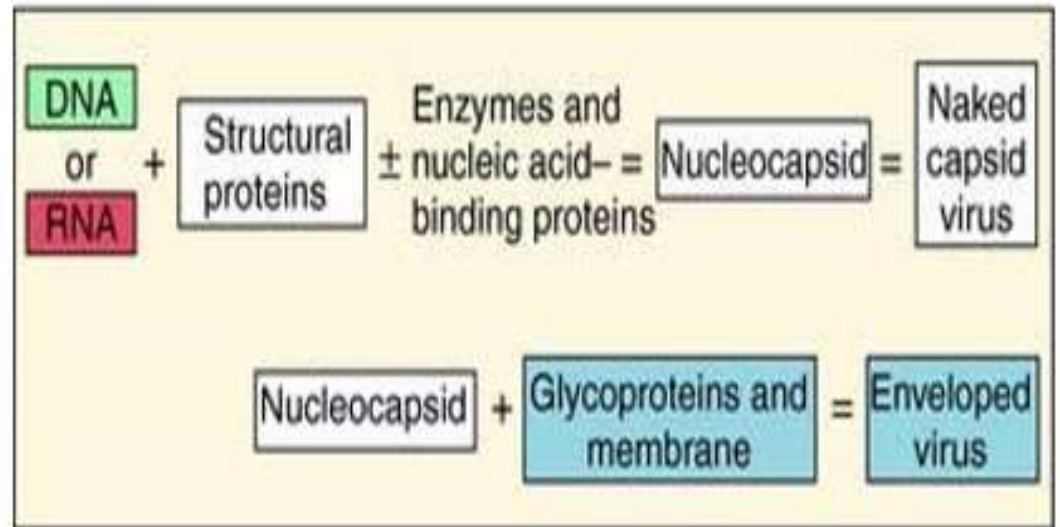 DNA
or
RNA
+
Structural
proteins
±
Enzymes and
nucleic acid–
binding proteins
=
Nucleocapsid
=
Naked
capsid
virus
Nucleocapsid
+
Glycoproteins and
membrane
=
Enveloped
virus